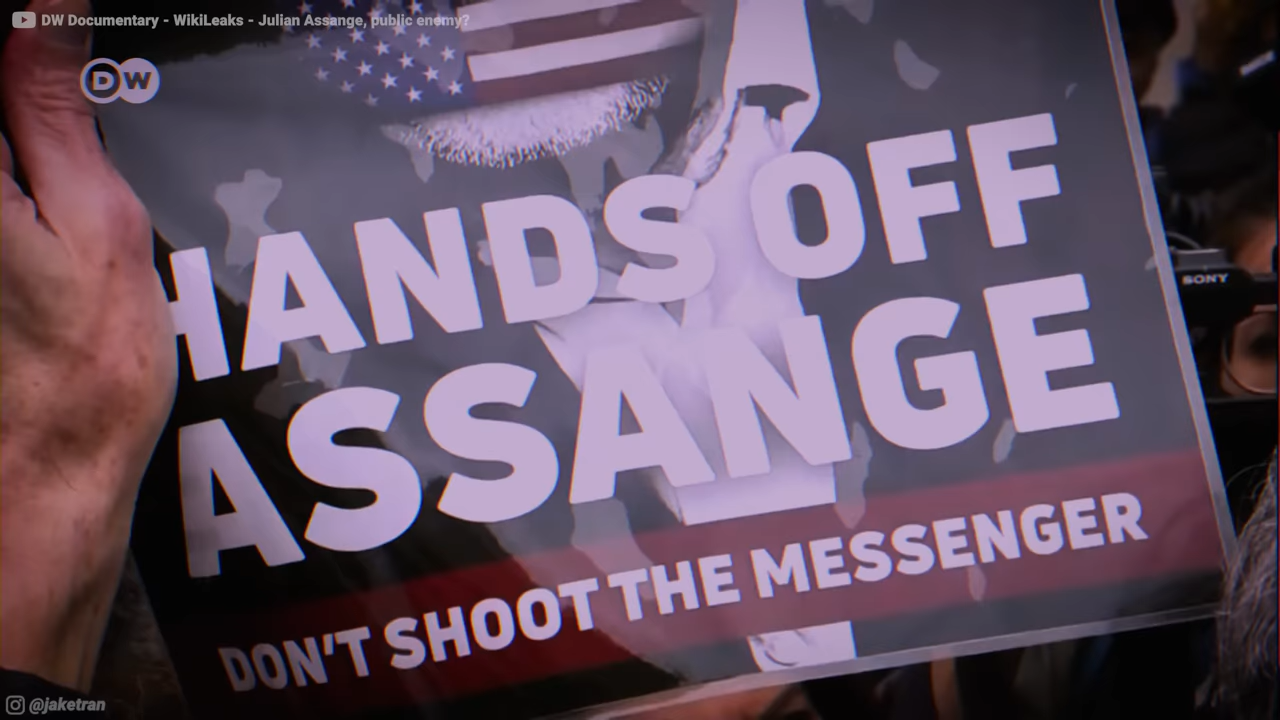 DW Documentary - WikiLeaks - Julian Assange, public enemy?
DW
HANDS OFF
ASSANGE
DON'T SHOOT THE MESSENGER
SONY
@jaketran